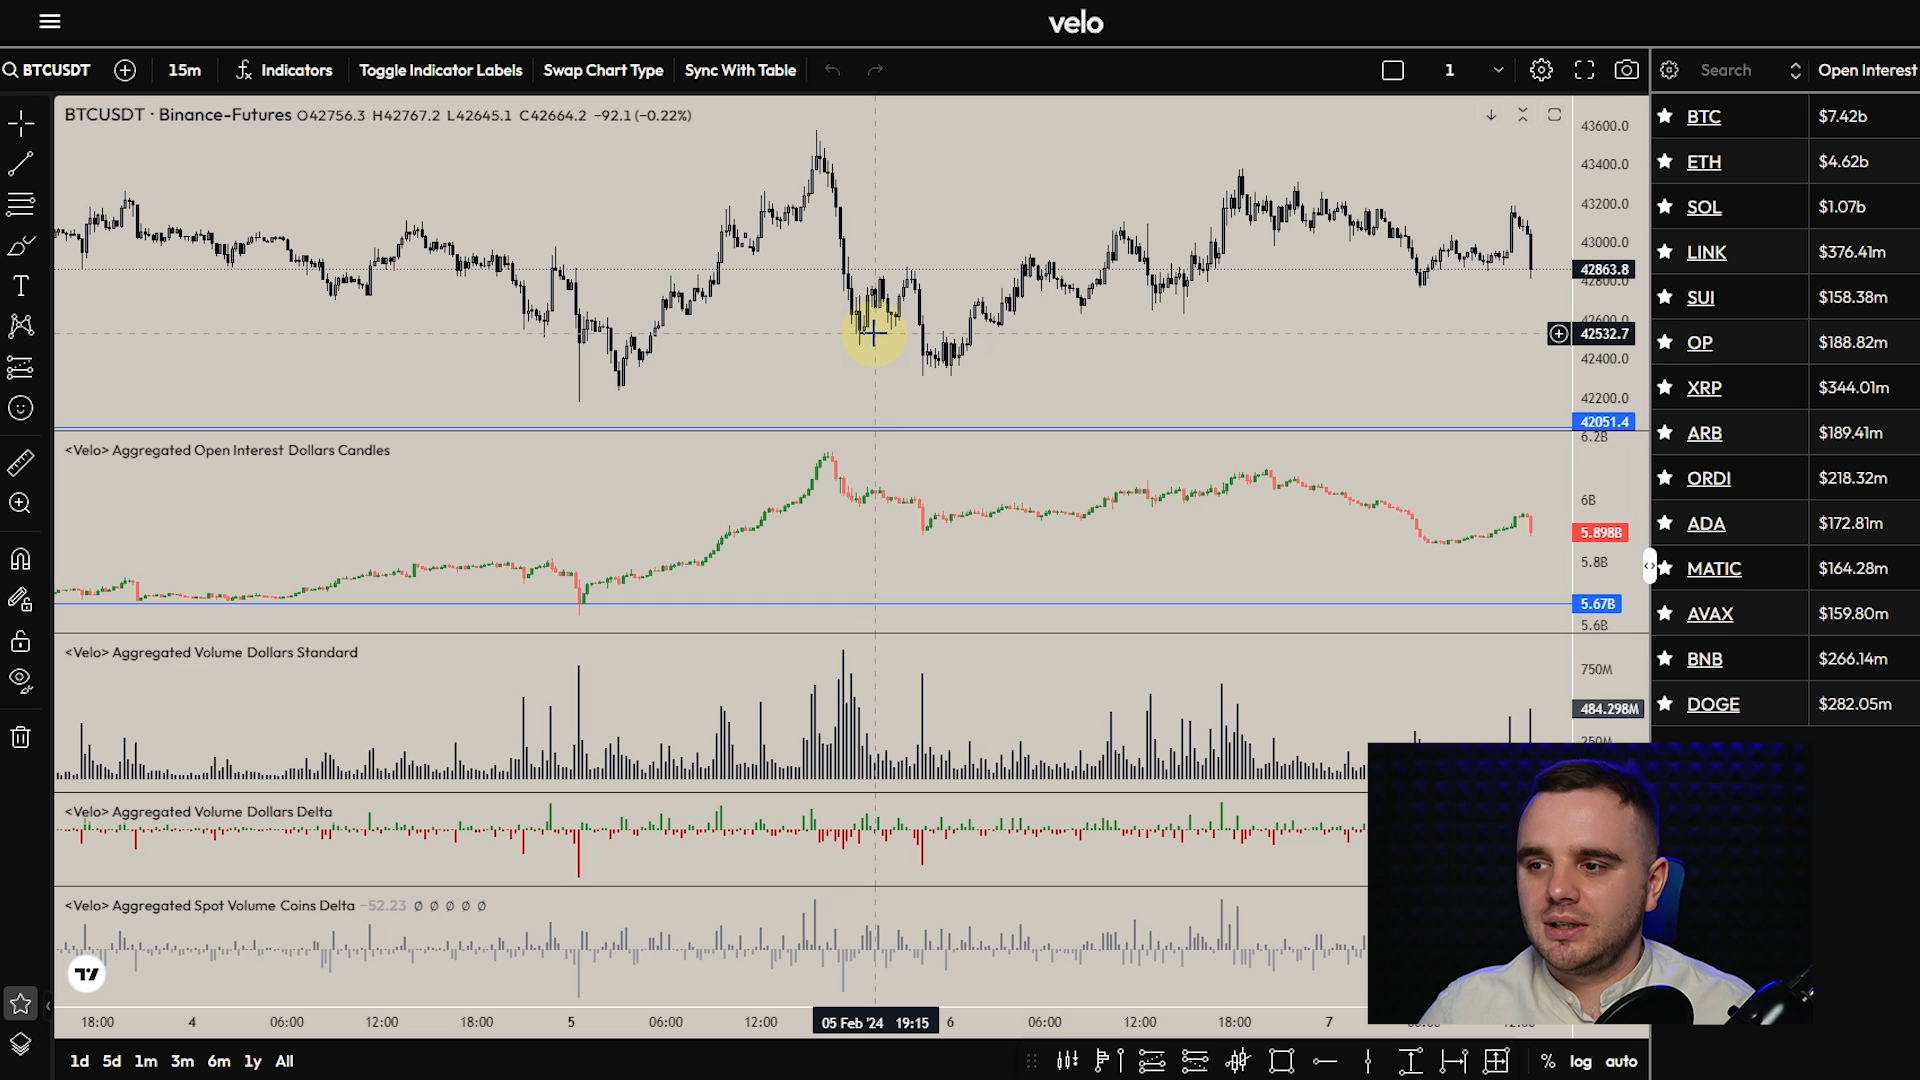 velo
BTCUSDT 15m Indicators Toggle Indicator Labels Swap Chart Type Sync With Table 1 Search Open Interest
BTCUSDT · Binance-Futures O42756.3 H42767.2 L42645.1 C42664.2 −92.1 (−0.22%)
43600.0
43400.0
43200.0
43000.0
42863.8
42800.0
42600.0
42532.7
42400.0
42200.0
42051.4
<Velo> Aggregated Open Interest Dollars Candles
6.2B
6B
5.898B
5.8B
5.67B
5.6B
<Velo> Aggregated Volume Dollars Standard
750M
484.298M
250M
<Velo> Aggregated Volume Dollars Delta
<Velo> Aggregated Spot Volume Coins Delta −52.23 Ø Ø Ø Ø Ø
18:00 4 06:00 12:00 18:00 5 06:00 12:00 05 Feb '24 19:15 6 06:00 12:00 18:00 7
1d 5d 1m 3m 6m 1y All % log auto
BTC $7.42b
ETH $4.62b
SOL $1.07b
LINK $376.41m
SUI $158.38m
OP $188.82m
XRP $344.01m
ARB $189.41m
ORDI $218.32m
ADA $172.81m
MATIC $164.28m
AVAX $159.80m
BNB $266.14m
DOGE $282.05m